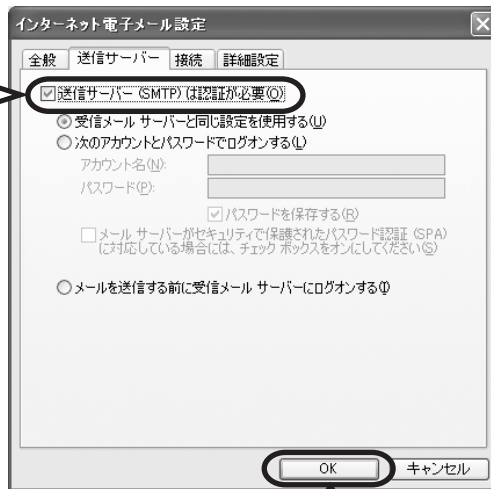 インターネット電子メール設定
全般 送信サーバー 接続 詳細設定
送信サーバー (SMTP) は認証が必要(O)
受信メール サーバーと同じ設定を使用する(U)
次のアカウントとパスワードでログオンする(L)
アカウント名(N):
パスワード(P):
パスワードを保存する(R)
メール サーバーがセキュリティで保護されたパスワード認証 (SPA)
に対応している場合には、チェック ボックスをオンにしてください(S)
メールを送信する前に受信メール サーバーにログオンする(I)
OK キャンセル